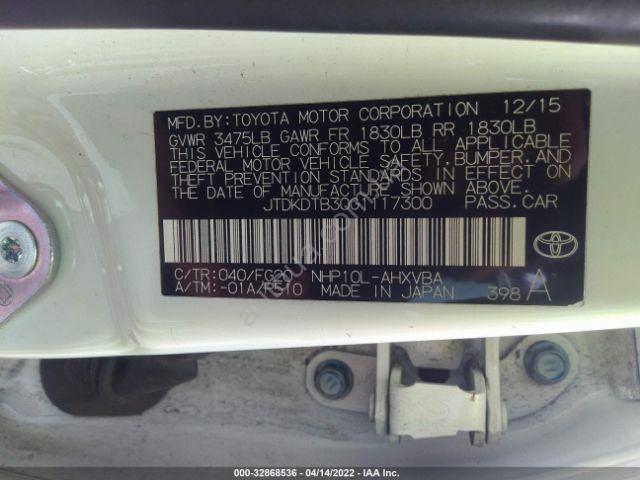 MFD.BY:TOYOTA MOTOR CORPORATION 12/15
GVWR 3475LB GAWR FR 1830LB RR 1830LB
THIS VEHICLE CONFORMS TO ALL APPLICABLE
FEDERAL MOTOR VEHICLE SAFETY, BUMPER, AND
THEFT PREVENTION STANDARDS IN EFFECT ON
THE DATE OF MANUFACTURE SHOWN ABOVE.
PASS.CAR
C/TR: 040/FG20 NHP10L-AHXVBA
A/TM: -01A/P510 MADE IN JAPAN 398 A
TOYOTA
000-32868536 - 04/14/2022 - IAA Inc.